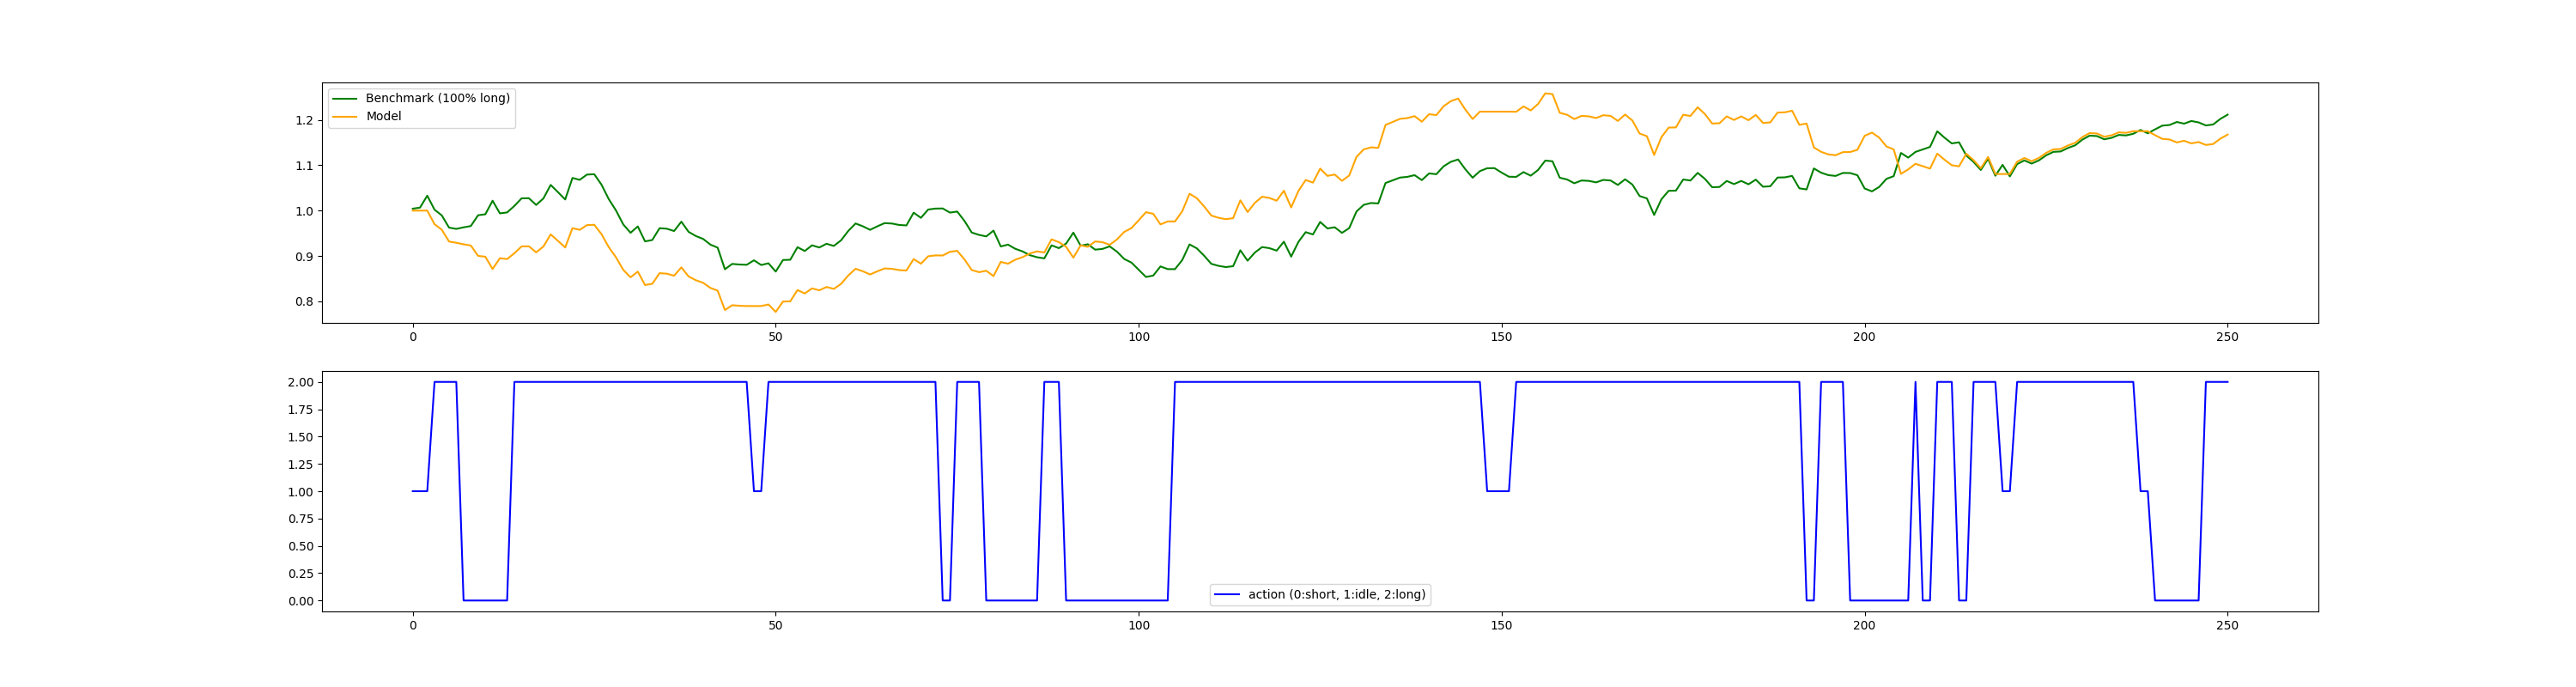 Benchmark (100% long)
Model
1.2
1.1
1.0
0.9
0.8
0 50 100 150 200 250
2.00
1.75
1.50
1.25
1.00
0.75
0.50
0.25
0.00
action (0:short, 1:idle, 2:long)
0 50 100 150 200 250